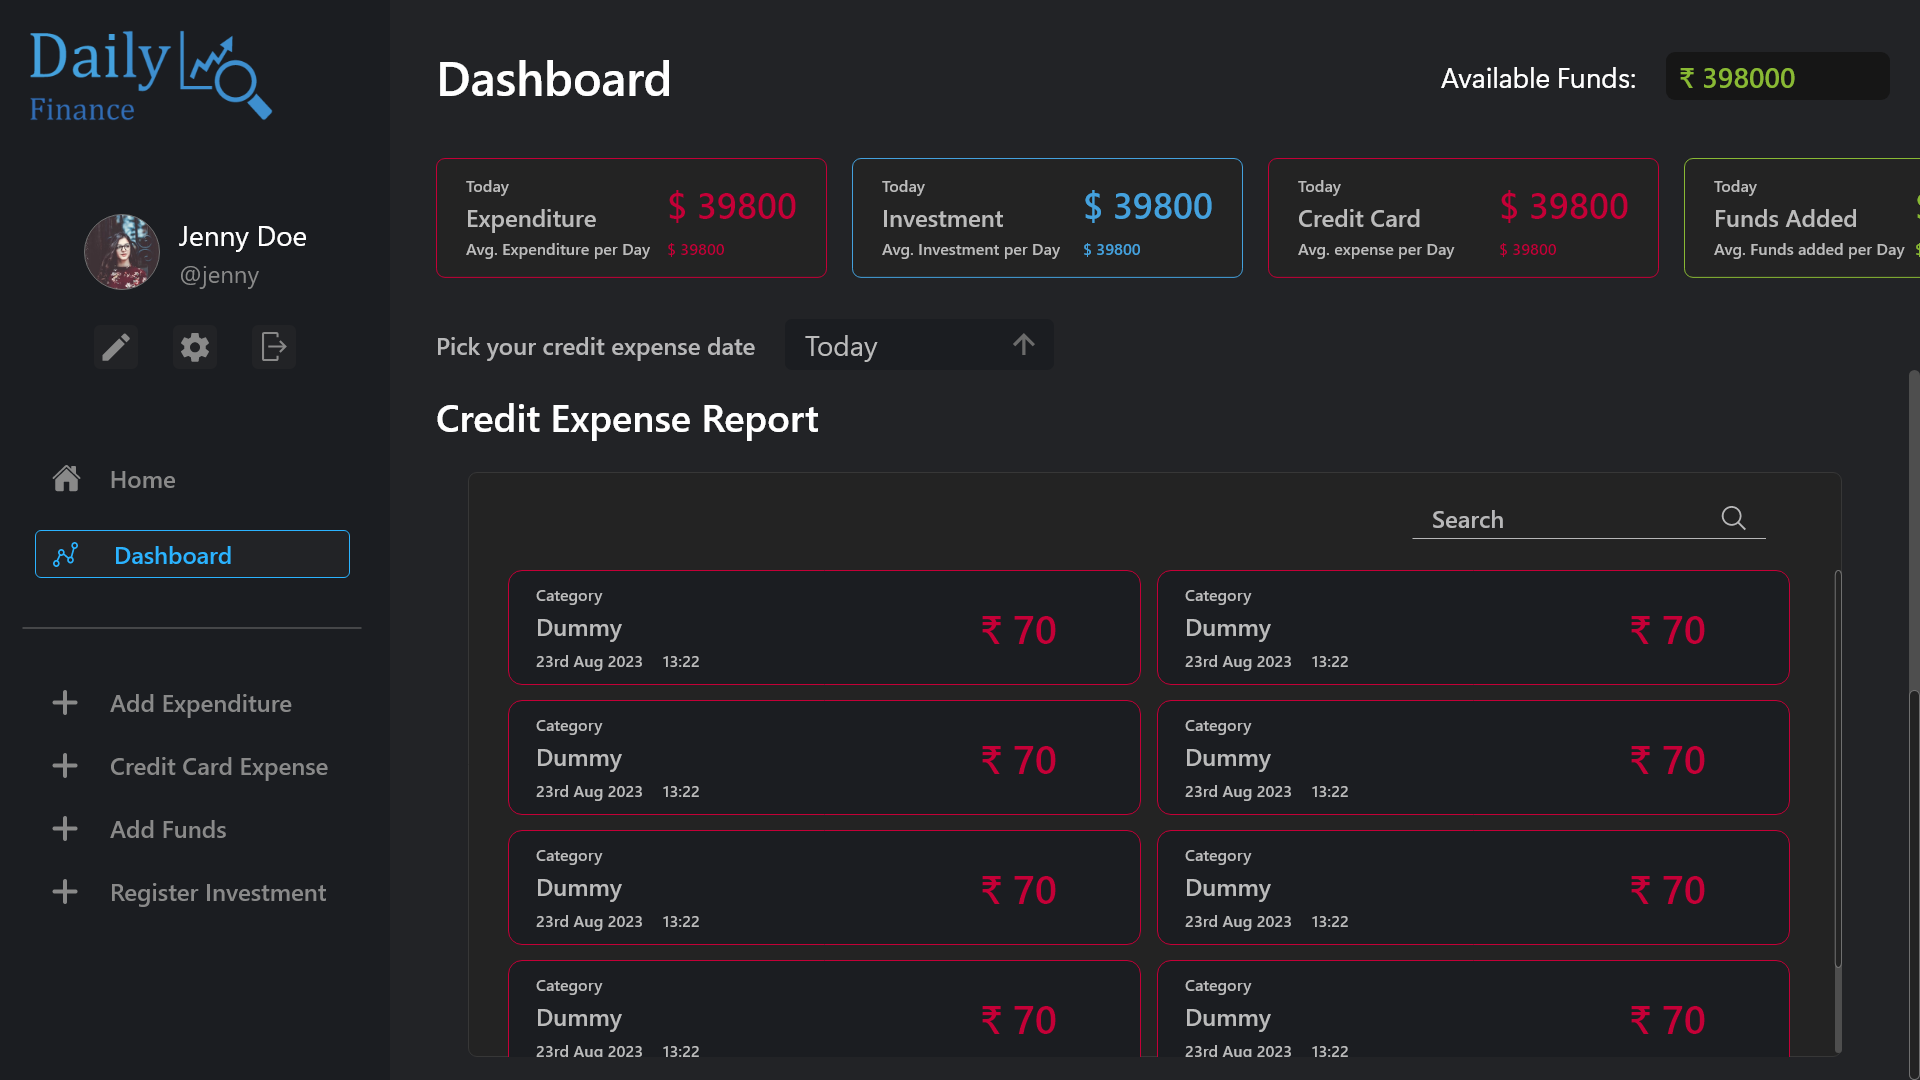 Daily
Finance
Jenny Doe
@jenny
Home
Dashboard
Add Expenditure
Credit Card Expense
Add Funds
Register Investment
Dashboard
Available Funds: ₹ 398000
Today
Expenditure $ 39800
Avg. Expenditure per Day $ 39800
Today
Investment $ 39800
Avg. Investment per Day $ 39800
Today
Credit Card $ 39800
Avg. expense per Day $ 39800
Today
Funds Added
Avg. Funds added per Day
Pick your credit expense date Today
Credit Expense Report
Search
Category
Dummy ₹ 70
23rd Aug 2023 13:22
Category
Dummy ₹ 70
23rd Aug 2023 13:22
Category
Dummy ₹ 70
23rd Aug 2023 13:22
Category
Dummy ₹ 70
23rd Aug 2023 13:22
Category
Dummy ₹ 70
23rd Aug 2023 13:22
Category
Dummy ₹ 70
23rd Aug 2023 13:22
Category
Dummy ₹ 70
23rd Aug 2023 13:22
Category
Dummy ₹ 70
23rd Aug 2023 13:22